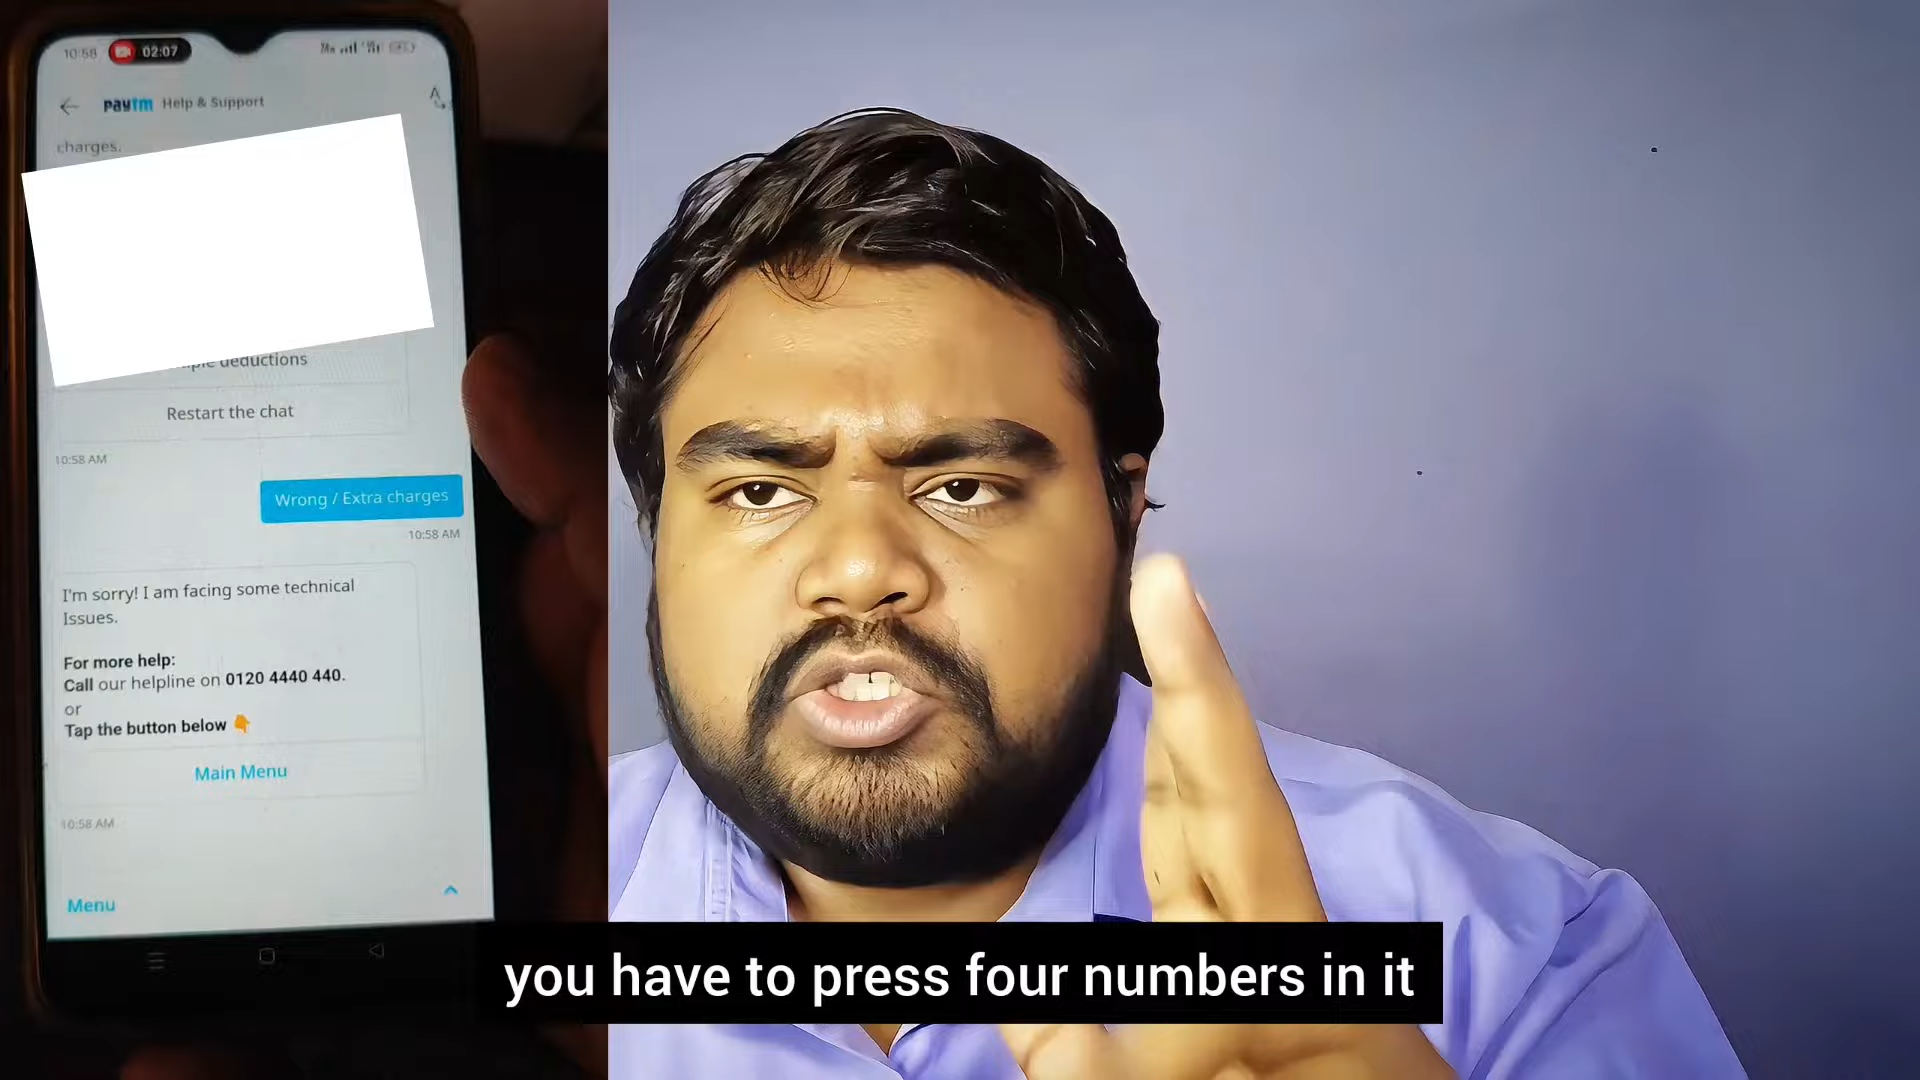 10:58 02:07
paytm Help & Support
charges.
deductions
Restart the chat
10:58 AM
Wrong / Extra charges
10:58 AM
I'm sorry! I am facing some technical
Issues.
For more help:
Call our helpline on 0120 4440 440.
or
Tap the button below
Main Menu
10:58 AM
Menu
you have to press four numbers in it